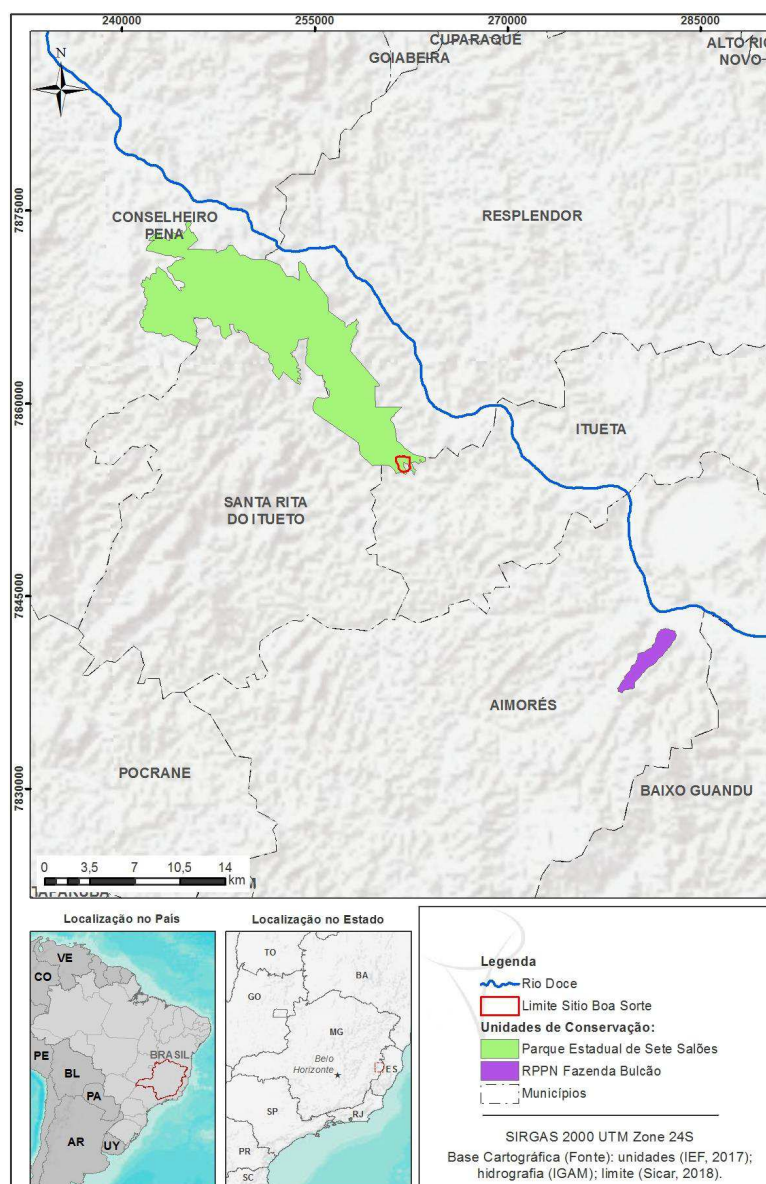 240000 255000 270000 285000
CUPARAQUÉ
GOIABEIRA
ALTO RIO
NOVO
N
7875000
CONSELHEIRO
PENA
RESPLENDOR
7860000
ITUETA
SANTA RITA
DO ITUETO
7845000
AIMORÉS
POCRANE
7830000
BAIXO GUANDU
0 3,5 7 10,5 14
km
Localização no País
VE
CO
PE
BRASIL
BL
PA
AR
UY
Localização no Estado
TO
BA
GO
MG
Belo
Horizonte
ES
SP
RJ
PR
SC
Legenda
Rio Doce
Limite Sitio Boa Sorte
Unidades de Conservação:
Parque Estadual de Sete Salões
RPPN Fazenda Bulcão
Municípios
SIRGAS 2000 UTM Zone 24S
Base Cartográfica (Fonte): unidades (IEF, 2017);
hidrografia (IGAM); limite (Sicar, 2018).